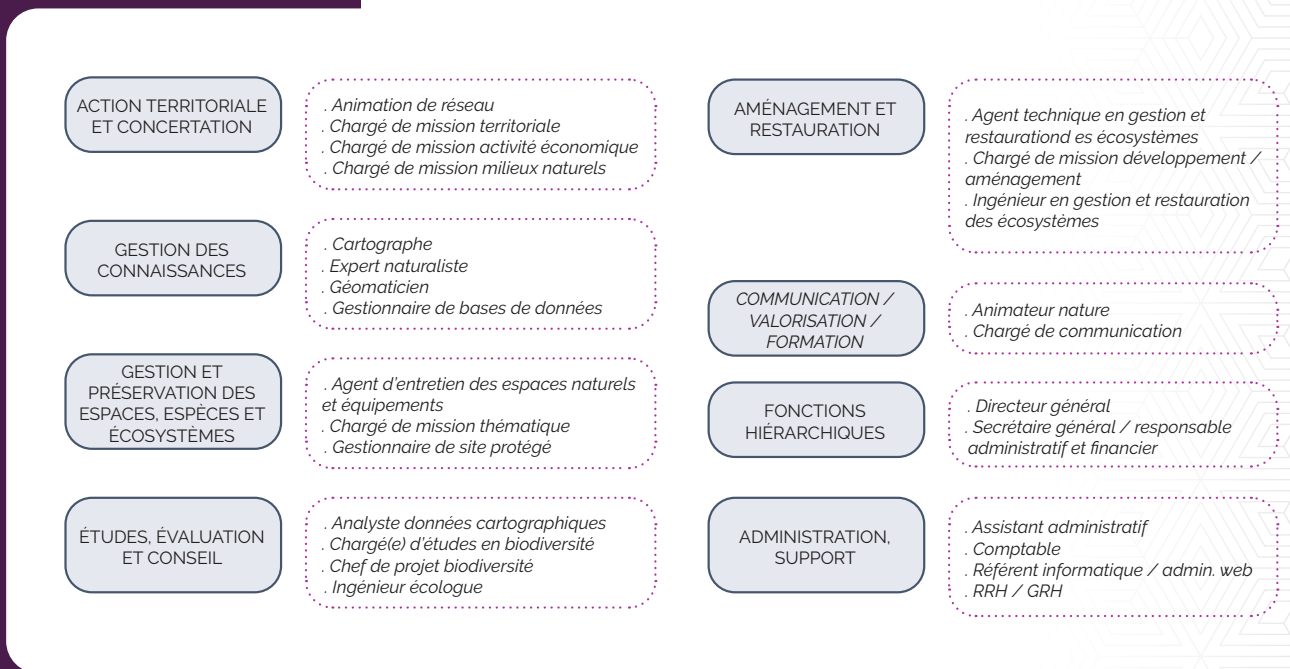 ACTION TERRITORIALE
ET CONCERTATION
. Animation de réseau
. Chargé de mission territoriale
. Chargé de mission activité économique
. Chargé de mission milieux naturels
GESTION DES
CONNAISSANCES
. Cartographe
. Expert naturaliste
. Géomaticien
. Gestionnaire de bases de données
GESTION ET
PRÉSERVATION DES
ESPACES, ESPÈCES ET
ÉCOSYSTÈMES
. Agent d'entretien des espaces naturels
et équipements
. Chargé de mission thématique
. Gestionnaire de site protégé
ÉTUDES, ÉVALUATION
ET CONSEIL
. Analyste données cartographiques
. Chargé(e) d'études en biodiversité
. Chef de projet biodiversité
. Ingénieur écologue
AMÉNAGEMENT ET
RESTAURATION
. Agent technique en gestion et
restaurationd es écosystèmes
. Chargé de mission développement /
aménagement
. Ingénieur en gestion et restauration
des écosystèmes
COMMUNICATION /
VALORISATION /
FORMATION
. Animateur nature
. Chargé de communication
FONCTIONS
HIÉRARCHIQUES
. Directeur général
. Secrétaire général / responsable
administratif et financier
ADMINISTRATION,
SUPPORT
. Assistant administratif
. Comptable
. Référent informatique / admin. web
. RRH / GRH